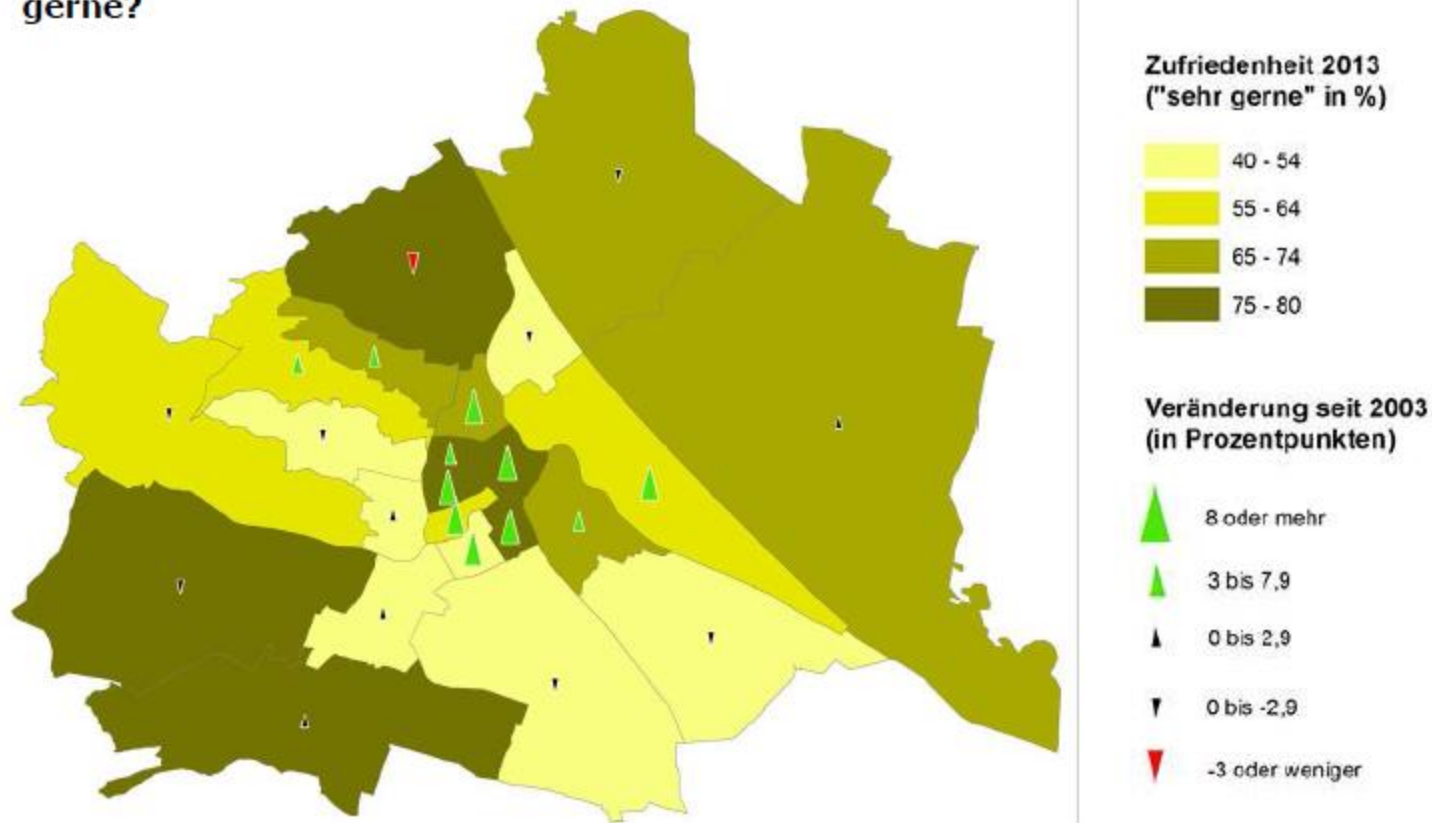 gerne?
Zufriedenheit 2013
("sehr gerne" in %)
40 - 54
55 - 64
65 - 74
75 - 80
Veränderung seit 2003
(in Prozentpunkten)
8 oder mehr
3 bis 7,9
0 bis 2,9
0 bis -2,9
-3 oder weniger